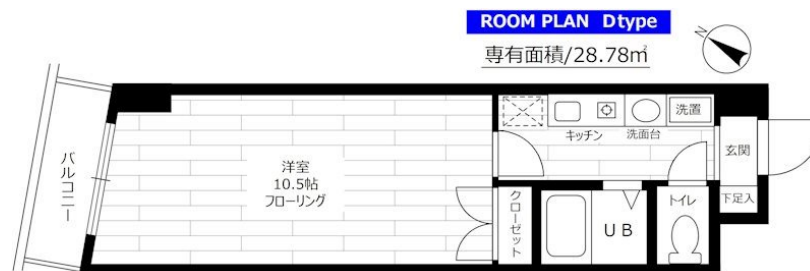 ROOM PLAN Dtype
専有面積/28.78㎡
N
バルコニー
洋室
10.5帖
フローリング
キッチン
洗面台
洗置
玄関
下足入
クローゼット
UB
トイレ